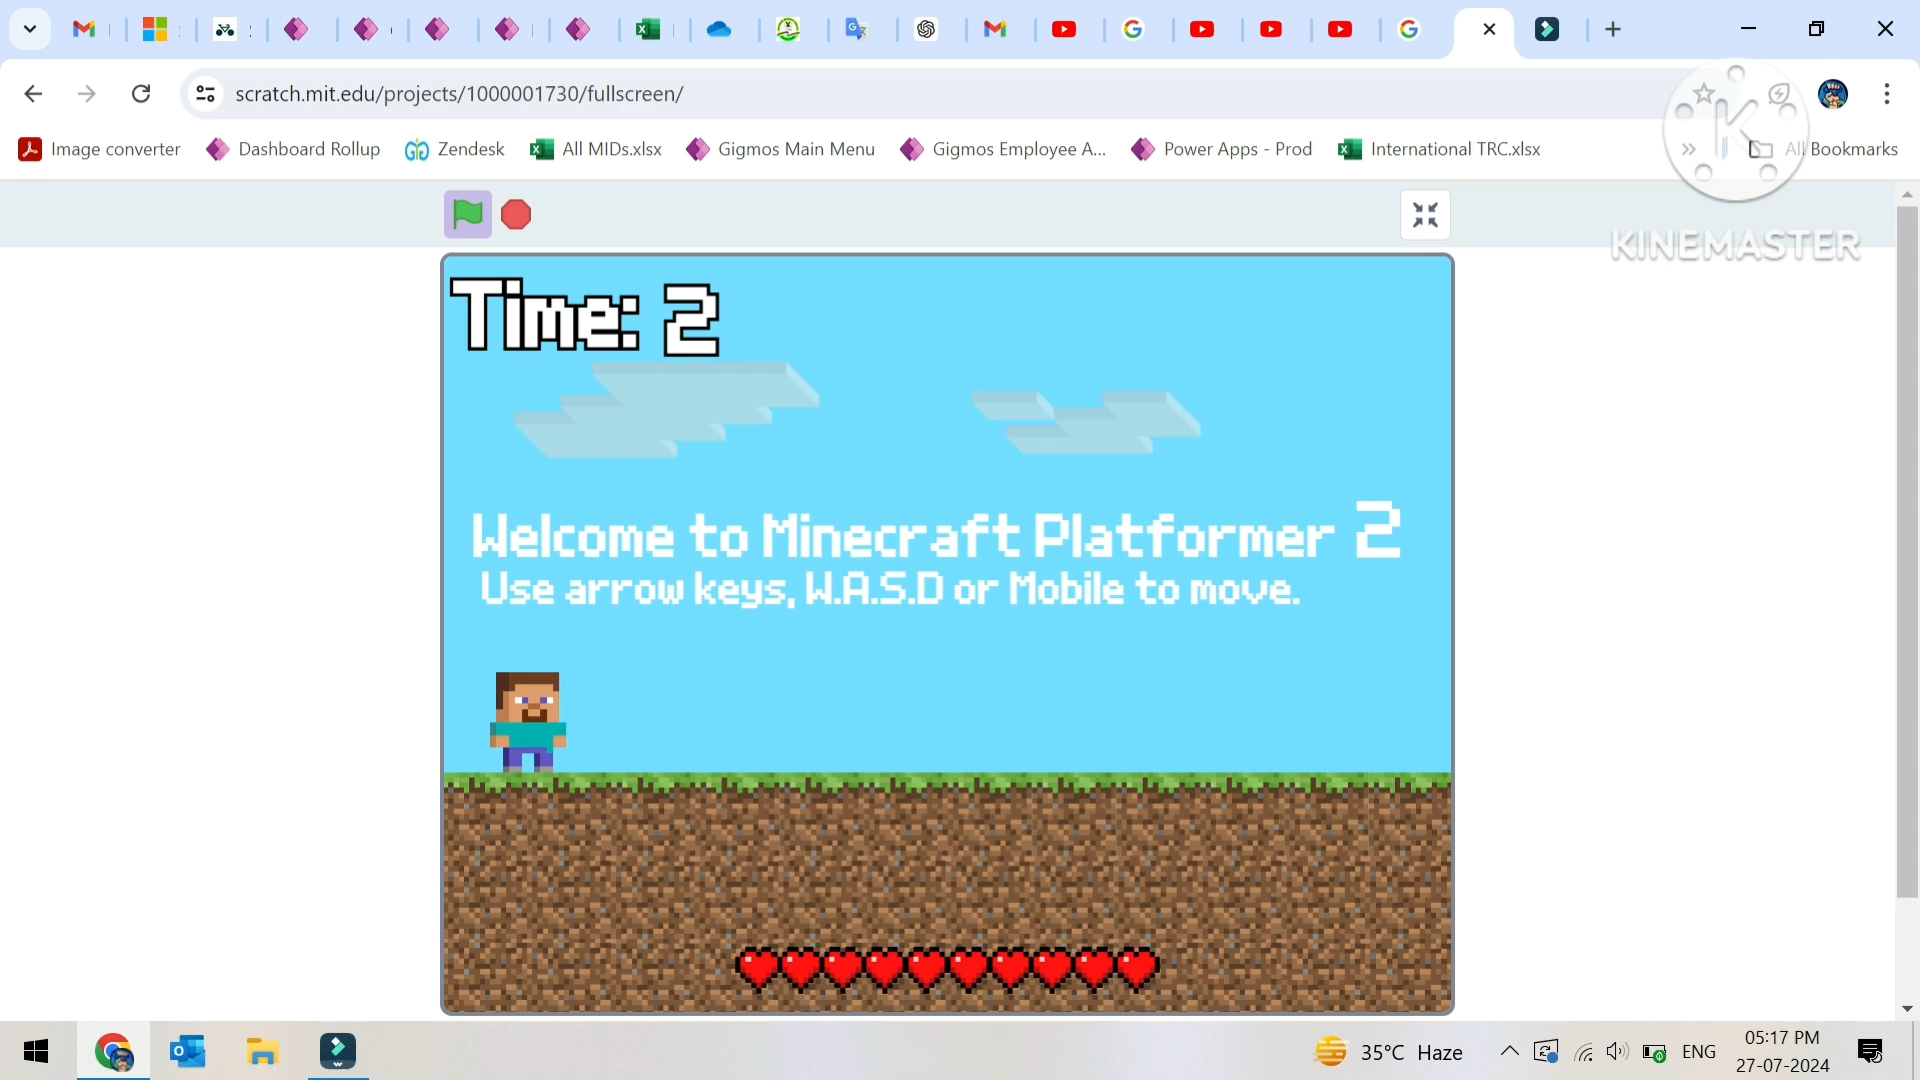 scratch.mit.edu/projects/1000001730/fullscreen/
Image converter
Dashboard Rollup
Zendesk
All MIDs.xlsx
Gigmos Main Menu
Gigmos Employee A...
Power Apps - Prod
International TRC.xlsx
»
All Bookmarks
K
KINEMASTER
Time: 2
Welcome to Minecraft Platformer 2
Use arrow keys, W.A.S.D or Mobile to move.
35°C Haze
ENG
05:17 PM
27-07-2024